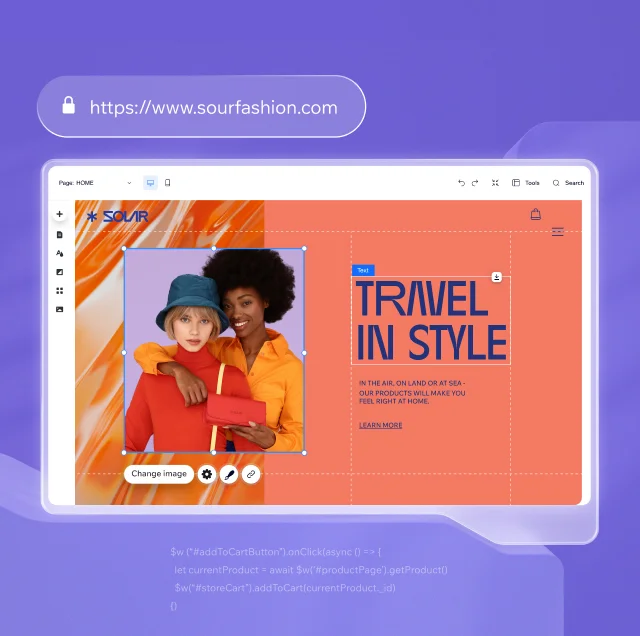 https://www.sourfashion.com
Page: HOME
Tools
Search
SOLAR
Text
TRAVEL
IN STYLE
IN THE AIR, ON LAND OR AT SEA -
OUR PRODUCTS WILL MAKE YOU
FEEL RIGHT AT HOME.
LEARN MORE
Change image
$w (“#addToCartButton”).onClick(async () => {
let currentProduct = await $w('#productPage').getProduct()
$w(“#storeCart”).addToCart(currentProduct._id)
{)